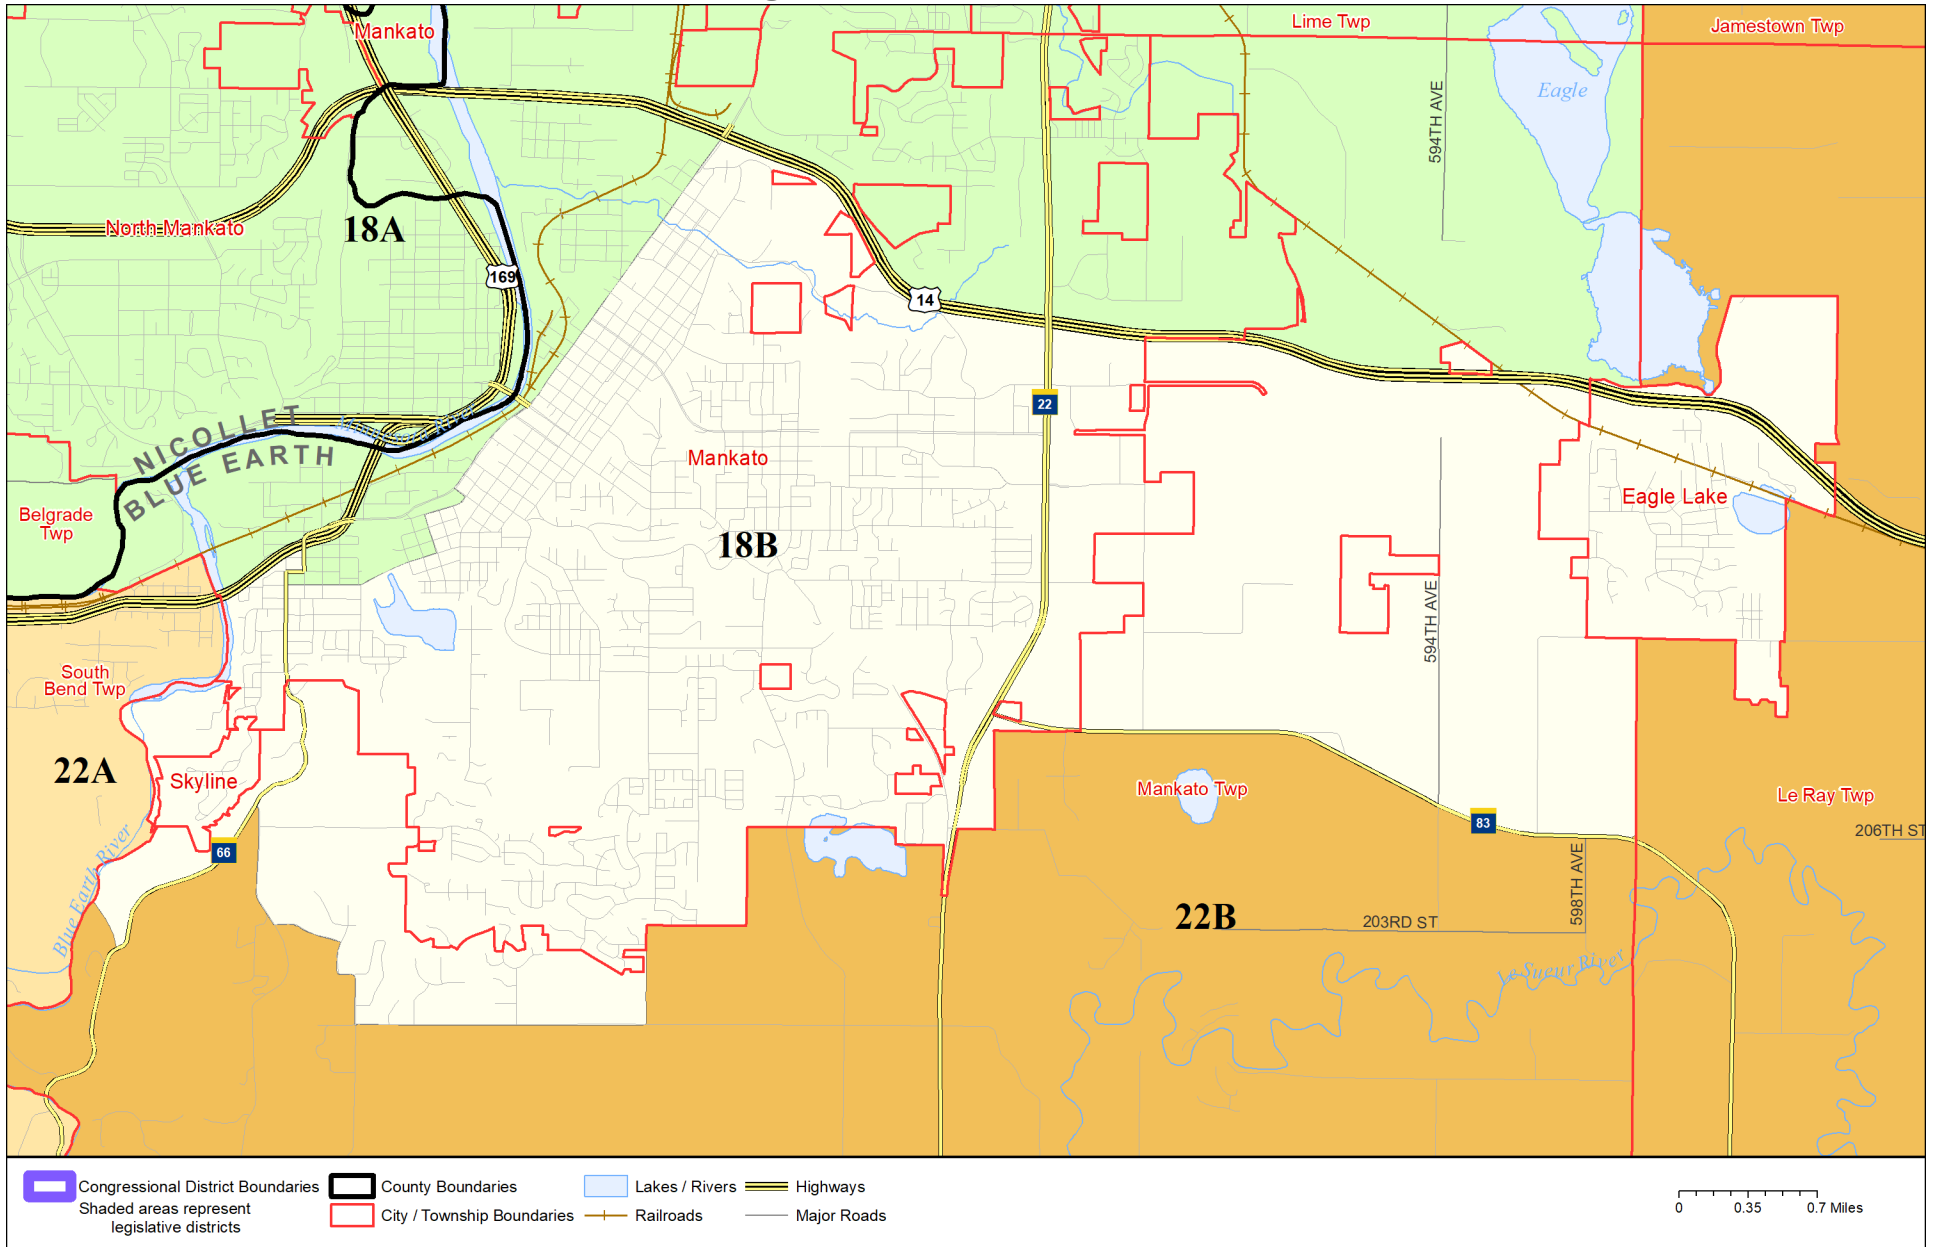 Mankato
Lime Twp
Jamestown Twp
Eagle
594TH AVE
North Mankato
18A
169
14
22
NICOLLET
BLUE EARTH
Minnesota River
Mankato
Eagle Lake
Belgrade
Twp
18B
594TH AVE
South
Bend Twp
22A
Skyline
Mankato Twp
Le Ray Twp
83
206TH ST
66
Blue Earth River
598TH AVE
22B
203RD ST
Le Sueur River
Congressional District Boundaries
Shaded areas represent
legislative districts
County Boundaries
City / Township Boundaries
Lakes / Rivers
Railroads
Highways
Major Roads
0 0.35 0.7 Miles